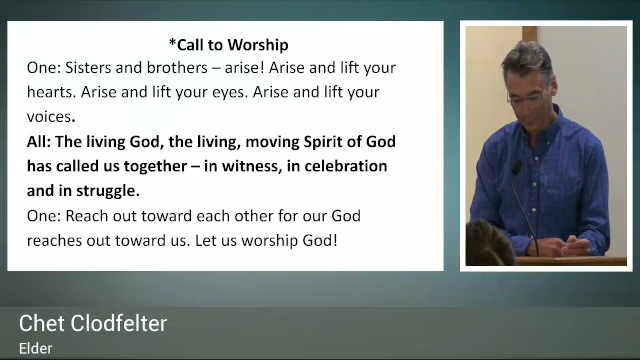 *Call to Worship
One: Sisters and brothers – arise! Arise and lift your
hearts. Arise and lift your eyes. Arise and lift your
voices.
All: The living God, the living, moving Spirit of God
has called us together – in witness, in celebration
and in struggle.
One: Reach out toward each other for our God
reaches out toward us. Let us worship God!
Chet Clodfelter
Elder